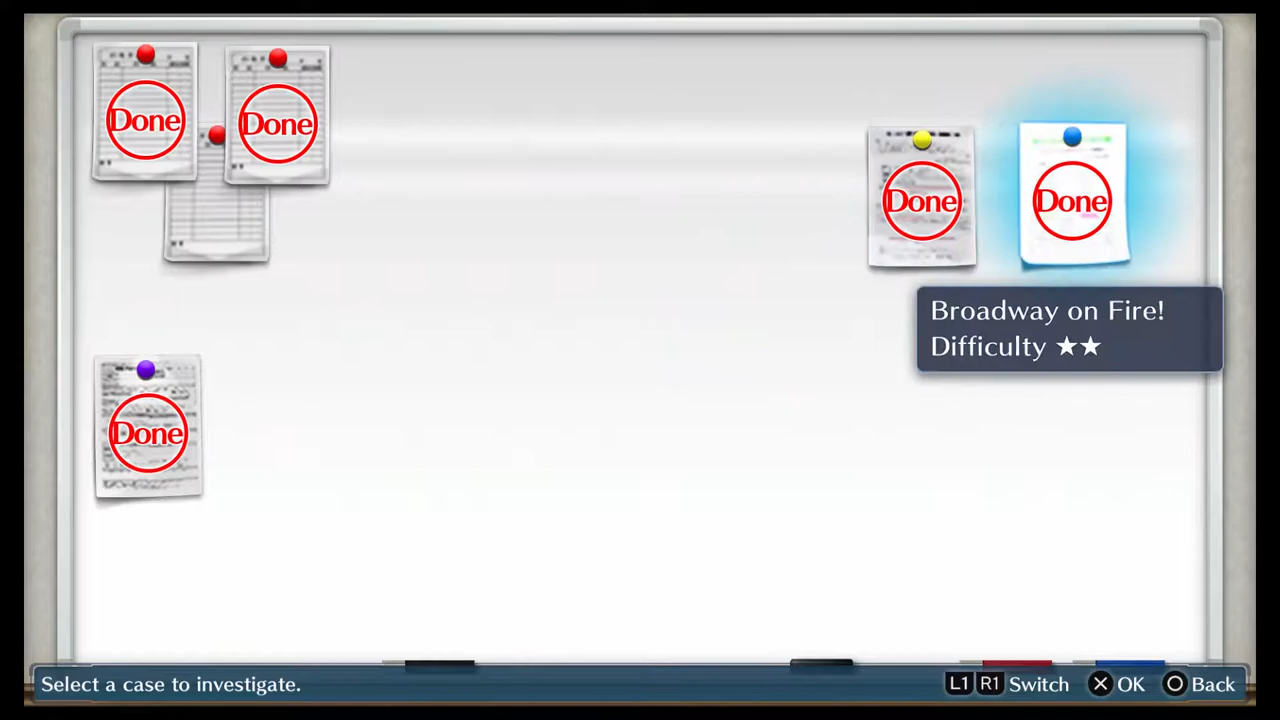 Done
Done
Done
Done
Broadway on Fire!
Difficulty ★★
Done
Select a case to investigate.
L1 R1 Switch
OK
Back